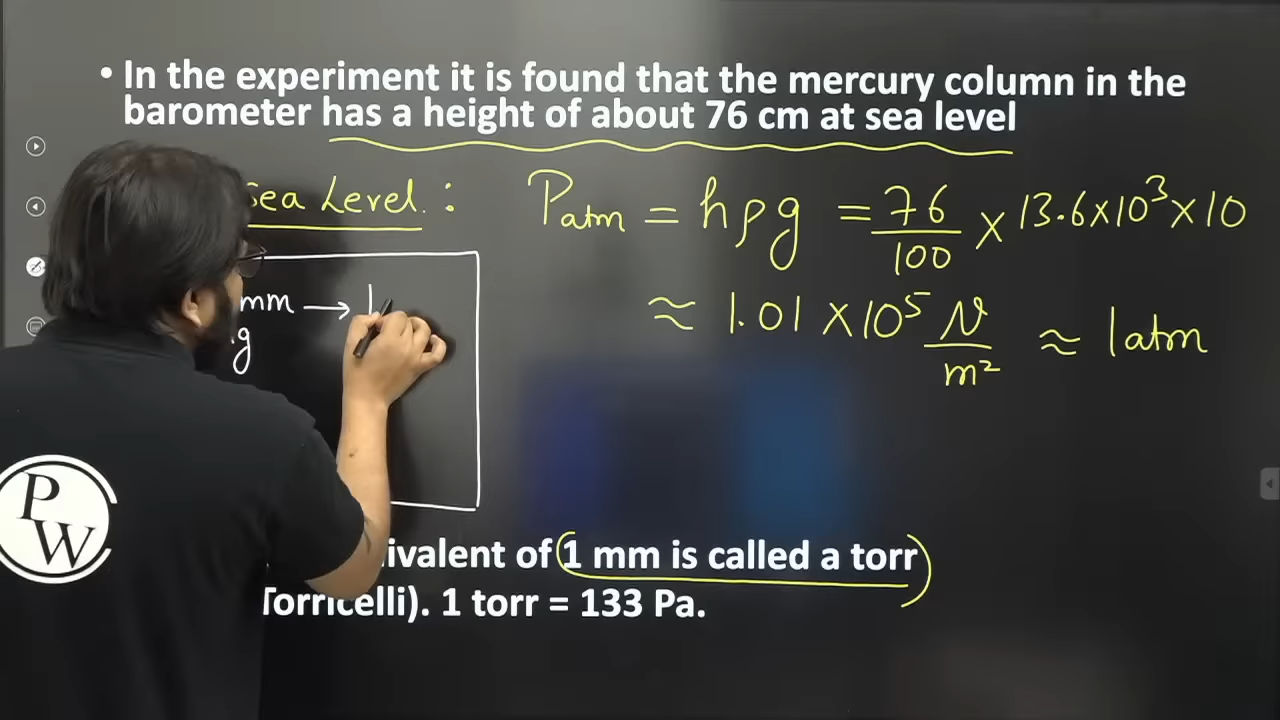 • In the experiment it is found that the mercury column in the
barometer has a height of about 76 cm at sea level
sea Level :
Patm = hρg = 76/100 × 13.6×10³×10
≈ 1.01 ×10⁵ N/m² ≈ 1atm
mm → 1
g
ivalent of 1 mm is called a torr
Torricelli). 1 torr = 133 Pa.
PW